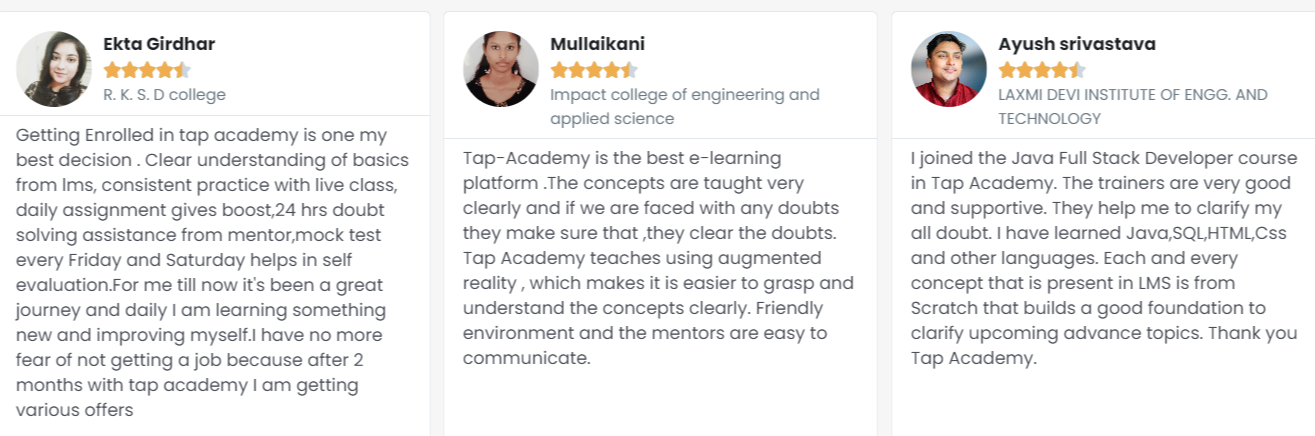 Ekta Girdhar
R. K. S. D college
Getting Enrolled in tap academy is one my
best decision . Clear understanding of basics
from lms, consistent practice with live class,
daily assignment gives boost,24 hrs doubt
solving assistance from mentor,mock test
every Friday and Saturday helps in self
evaluation.For me till now it's been a great
journey and daily I am learning something
new and improving myself.I have no more
fear of not getting a job because after 2
months with tap academy I am getting
various offers
Mullaikani
Impact college of engineering and
applied science
Tap-Academy is the best e-learning
platform .The concepts are taught very
clearly and if we are faced with any doubts
they make sure that ,they clear the doubts.
Tap Academy teaches using augmented
reality , which makes it is easier to grasp and
understand the concepts clearly. Friendly
environment and the mentors are easy to
communicate.
Ayush srivastava
LAXMI DEVI INSTITUTE OF ENGG. AND
TECHNOLOGY
I joined the Java Full Stack Developer course
in Tap Academy. The trainers are very good
and supportive. They help me to clarify my
all doubt. I have learned Java,SQL,HTML,Css
and other languages. Each and every
concept that is present in LMS is from
Scratch that builds a good foundation to
clarify upcoming advance topics. Thank you
Tap Academy.